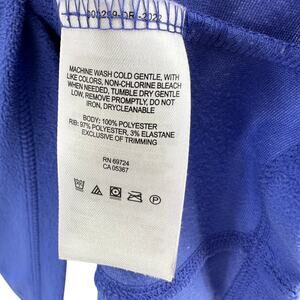 MACHINE WASH COLD GENTLE, WITH
LIKE COLORS, NON-CHLORINE BLEACH
WHEN NEEDED, TUMBLE DRY GENTLE
LOW, REMOVE PROMPTLY, DO NOT
IRON, DRYCLEANABLE
BODY: 100% POLYESTER
RIB: 97% POLYESTER, 3% ELASTANE
EXCLUSIVE OF TRIMMING
RN 69724
CA 05367